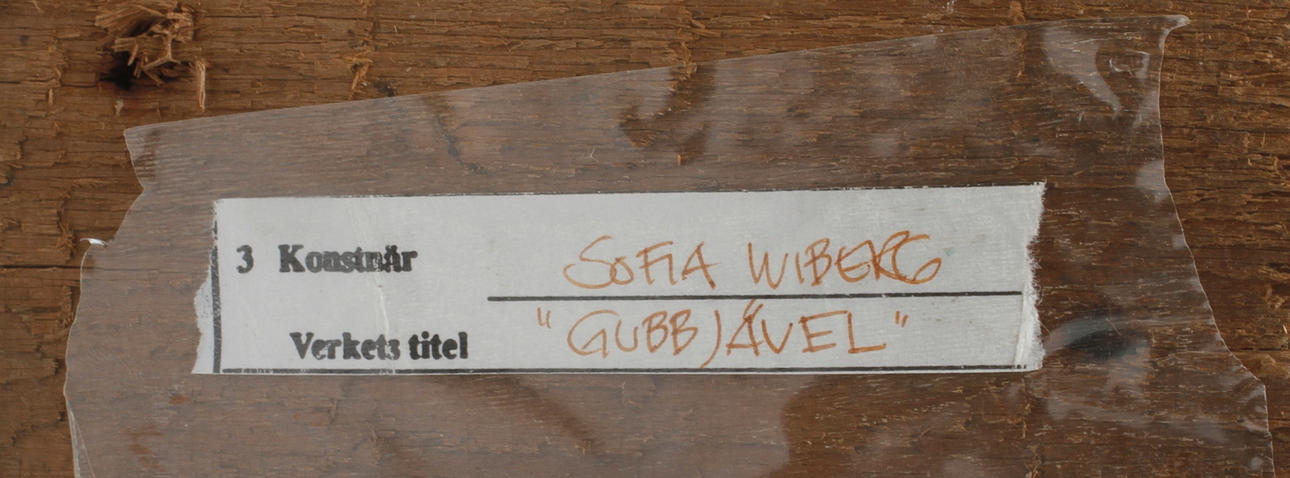 3 Konstnär SOFIA WIBERG
Verkets titel "GUBBJÄVEL"